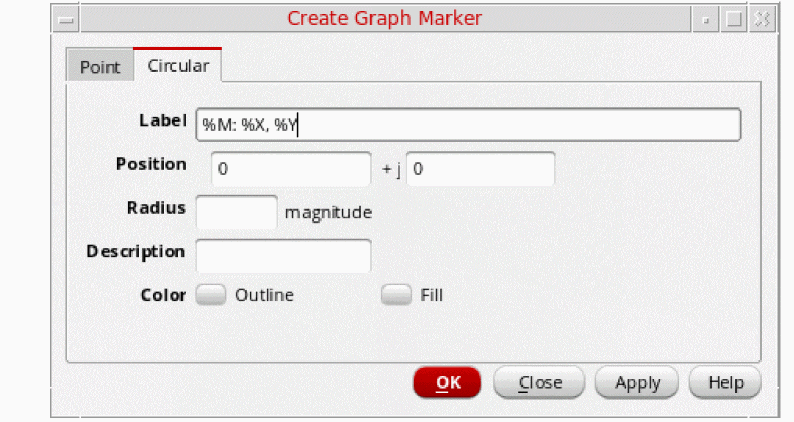 Create Graph Marker
Point Circular
Label %M: %X, %Y
Position 0 + j 0
Radius magnitude
Description
Color Outline Fill
OK Close Apply Help